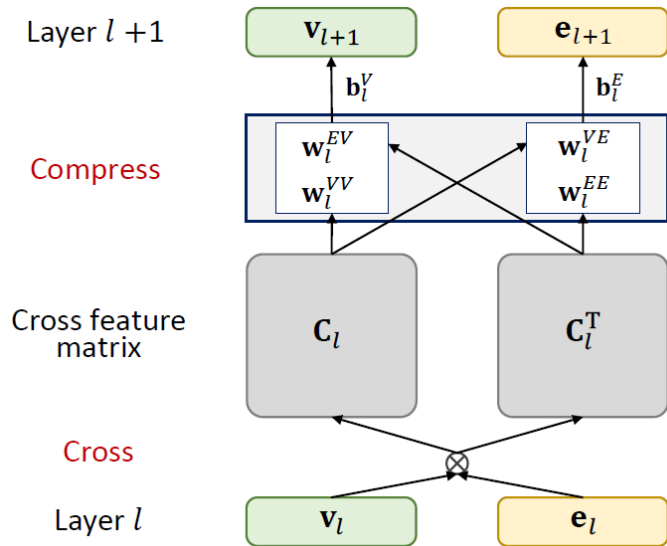 Layer l + 1
v_{l+1}
e_{l+1}
b_l^V
b_l^E
Compress
w_l^{EV}
w_l^{VE}
w_l^{VV}
w_l^{EE}
Cross feature
matrix
C_l
C_l^T
Cross
⊗
Layer l
v_l
e_l